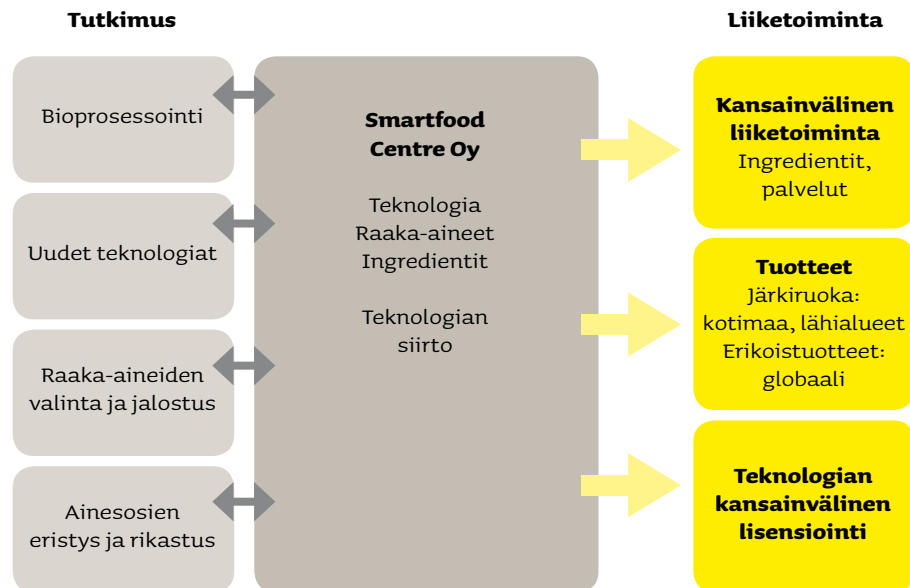 Tutkimus
Bioprosessointi
Uudet teknologiat
Raaka-aineiden
valinta ja jalostus
Ainesosien
eristys ja rikastus
Smartfood
Centre Oy
Teknologia
Raaka-aineet
Ingredientit
Teknologian
siirto
Liiketoiminta
Kansainvälinen
liiketoiminta
Ingredientit,
palvelut
Tuotteet
Järkiruoka:
kotimaa, lähialueet
Erikoistuotteet:
globaali
Teknologian
kansainvälinen
lisensiointi